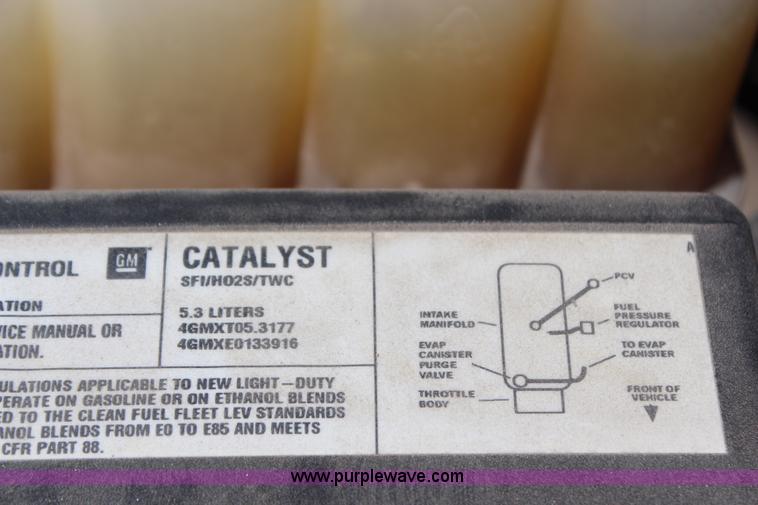 ONTROL
GM
ATION
VICE MANUAL OR
ATION.
CATALYST
SFI/HO2S/TWC
5.3 LITERS
4GMXT05.3177
4GMXE0133916
ULATIONS APPLICABLE TO NEW LIGHT-DUTY
PERATE ON GASOLINE OR ON ETHANOL BLENDS
ED TO THE CLEAN FUEL FLEET LEV STANDARDS
ANOL BLENDS FROM E0 TO E85 AND MEETS
CFR PART 88.
A
PCV
INTAKE
MANIFOLD
FUEL
PRESSURE
REGULATOR
EVAP
CANISTER
PURGE
VALVE
TO EVAP
CANISTER
THROTTLE
BODY
FRONT OF
VEHICLE
www.purplewave.com